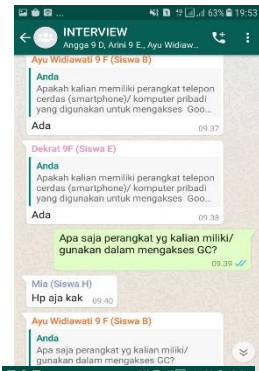 63% 19:53
INTERVIEW
Angga 9 D, Arini 9 E., Ayu Widiaw...
Ayu Widiawati 9 F (Siswa B)
Anda
Apakah kalian memiliki perangkat telepon
cerdas (smartphone)/ komputer pribadi
yang digunakan untuk mengakses Goo...
Ada
09.37
Dekrat 9F (Siswa E)
Anda
Apakah kalian memiliki perangkat telepon
cerdas (smartphone)/ komputer pribadi
yang digunakan untuk mengakses Goo...
Ada
09.38
Apa saja perangkat yg kalian miliki/
gunakan dalam mengakses GC?
09.39
Mia (Siswa H)
Hp aja kak 09.40
Ayu Widiawati 9 F (Siswa B)
Anda
Apa saja perangkat yg kalian miliki/
gunakan dalam mengakses GC?